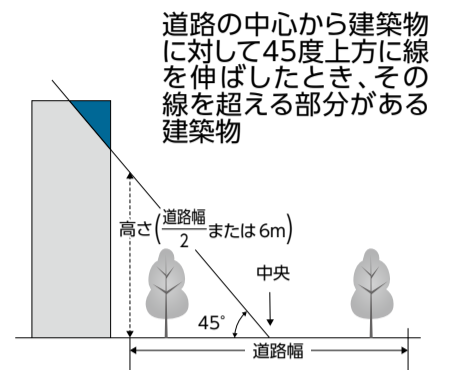 道路の中心から建築物
に対して45度上方に線
を伸ばしたとき、その
線を超える部分がある
建築物
高さ(道路幅/2または6m)
中央
45°
道路幅